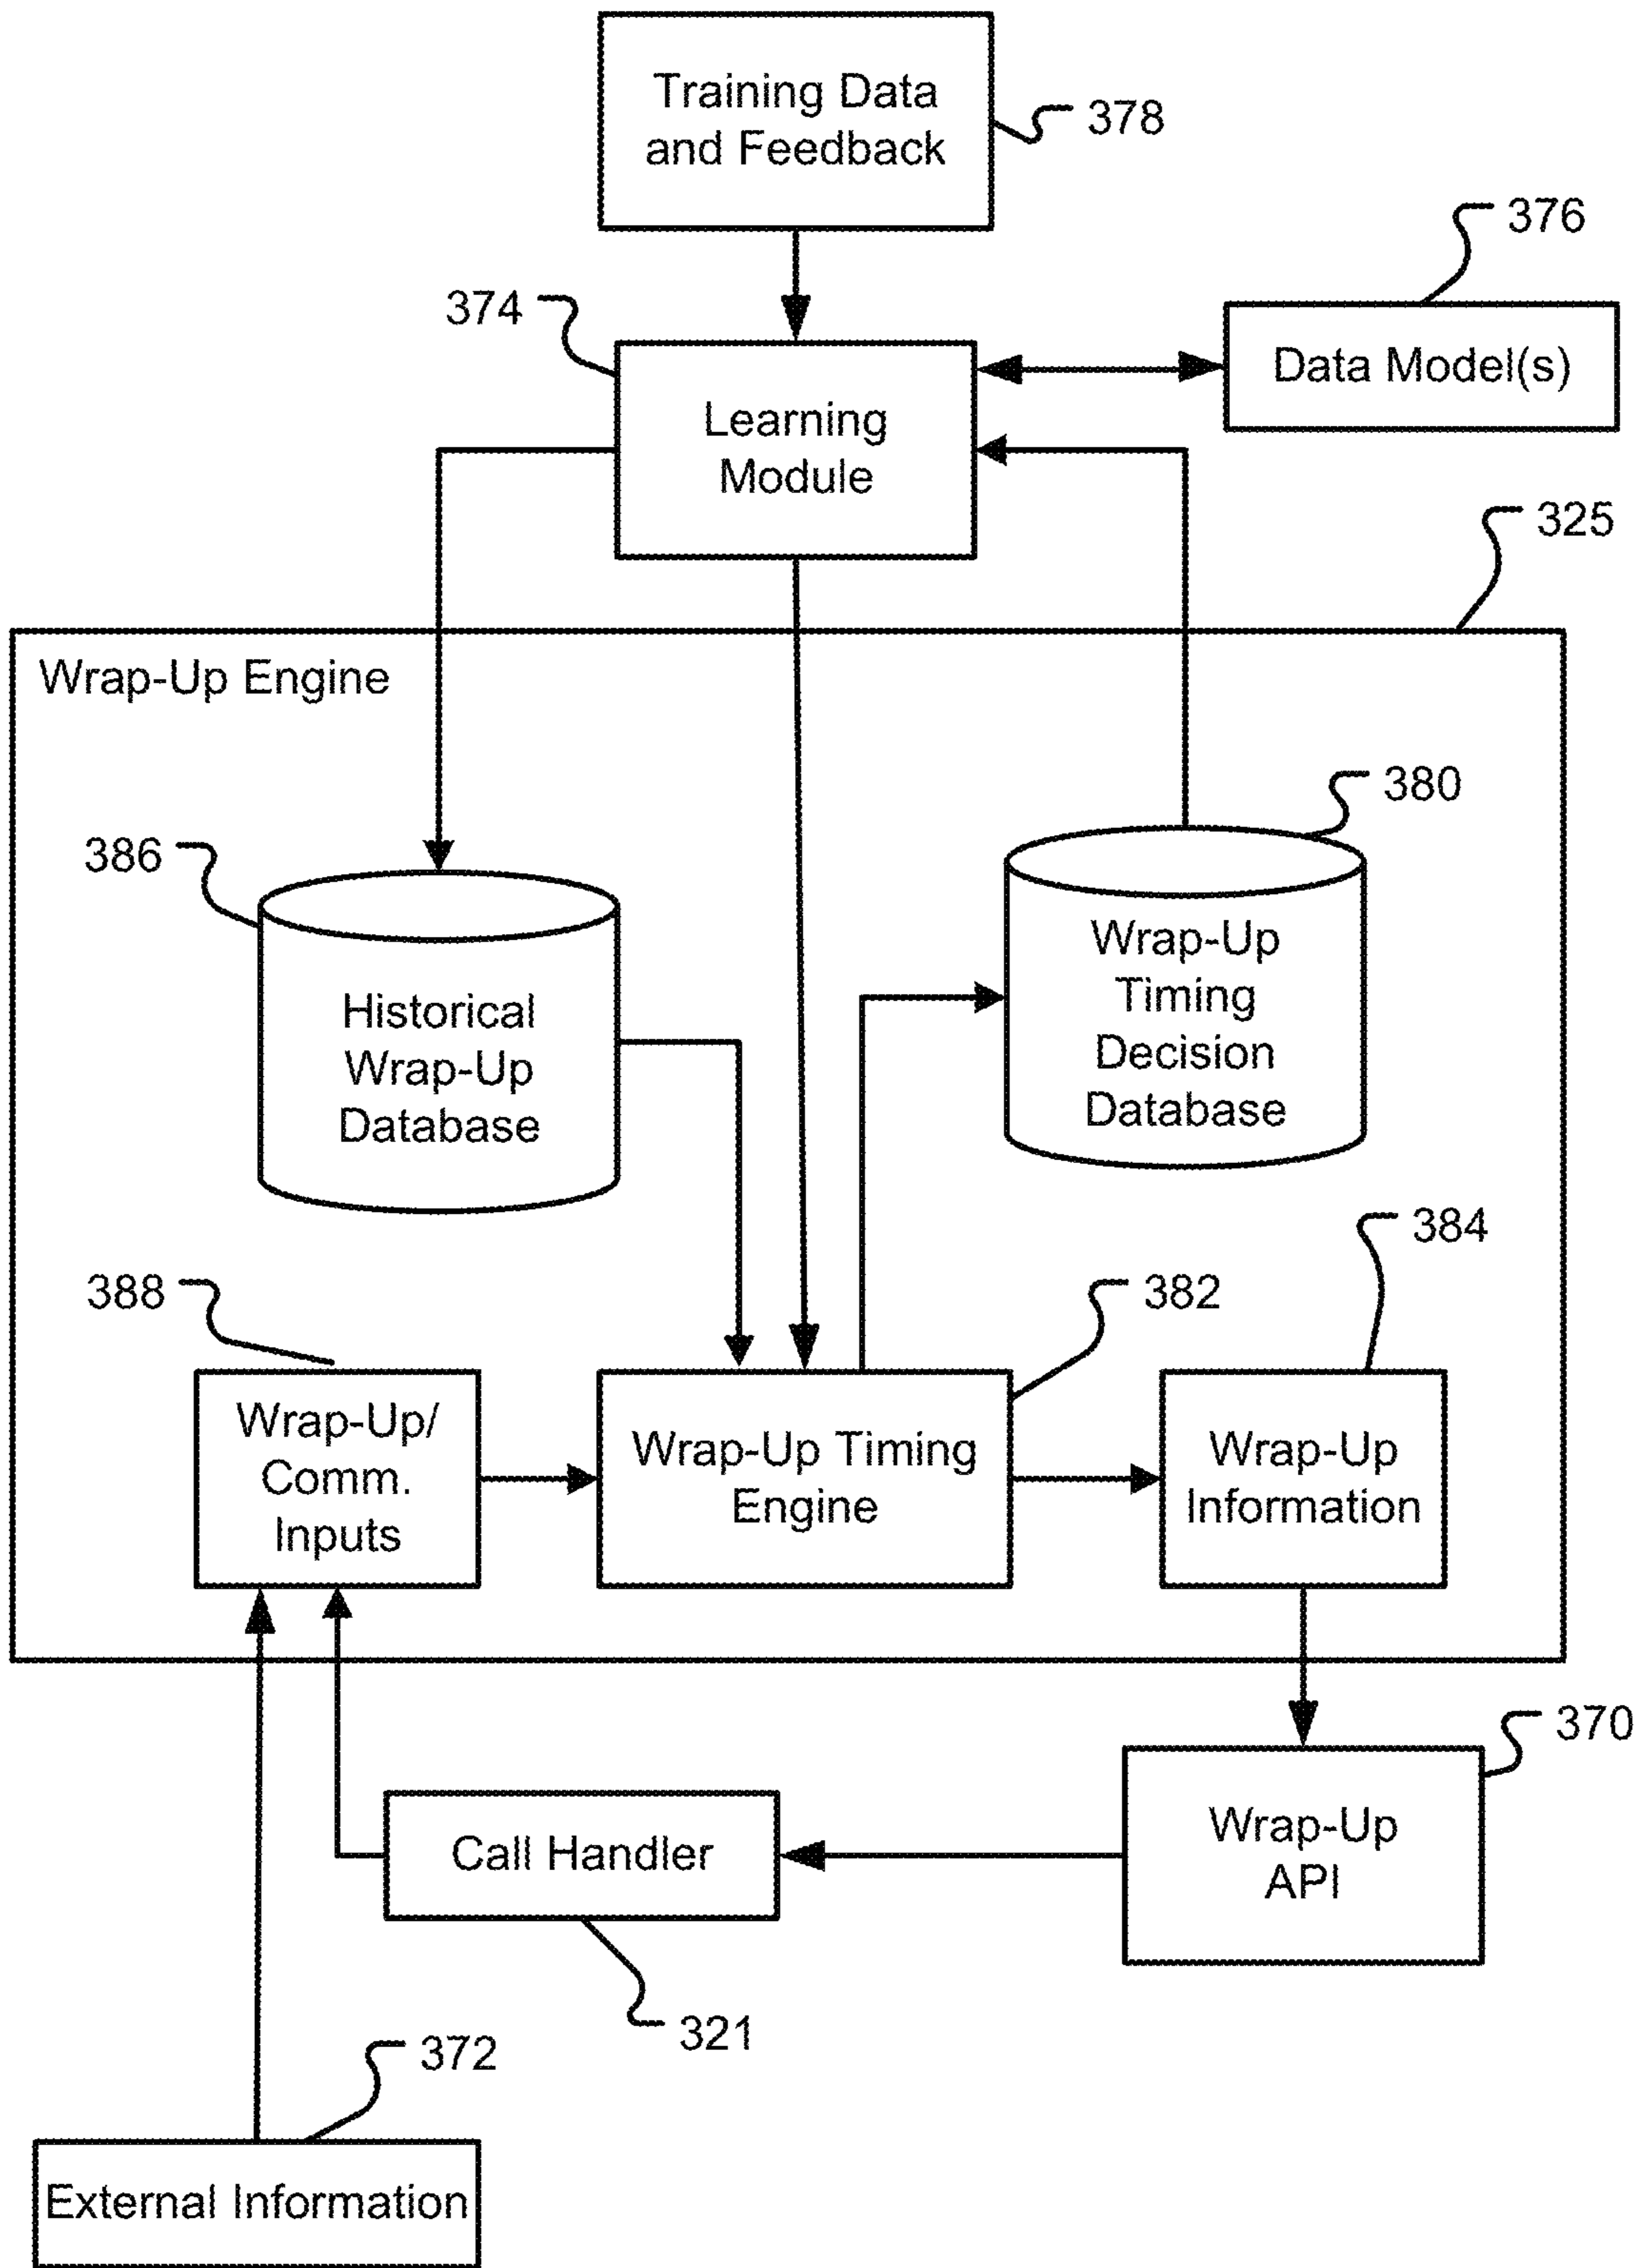 Training Data
and Feedback
378
376
374
Data Model(s)
Learning
Module
325
Wrap-Up Engine
380
386
Wrap-Up
Timing
Decision
Database
Historical
Wrap-Up
Database
384
388
382
Wrap-Up/
Comm.
Inputs
Wrap-Up Timing
Engine
Wrap-Up
Information
370
Call Handler
Wrap-Up
API
321
372
External Information